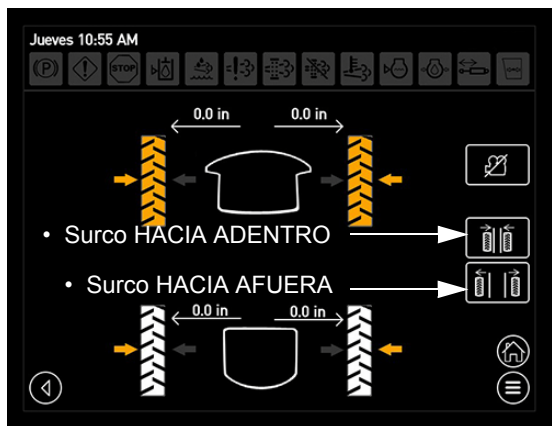 Jueves 10:55 AM
(P) STOP
0.0 in 0.0 in
• Surco HACIA ADENTRO
• Surco HACIA AFUERA
0.0 in 0.0 in